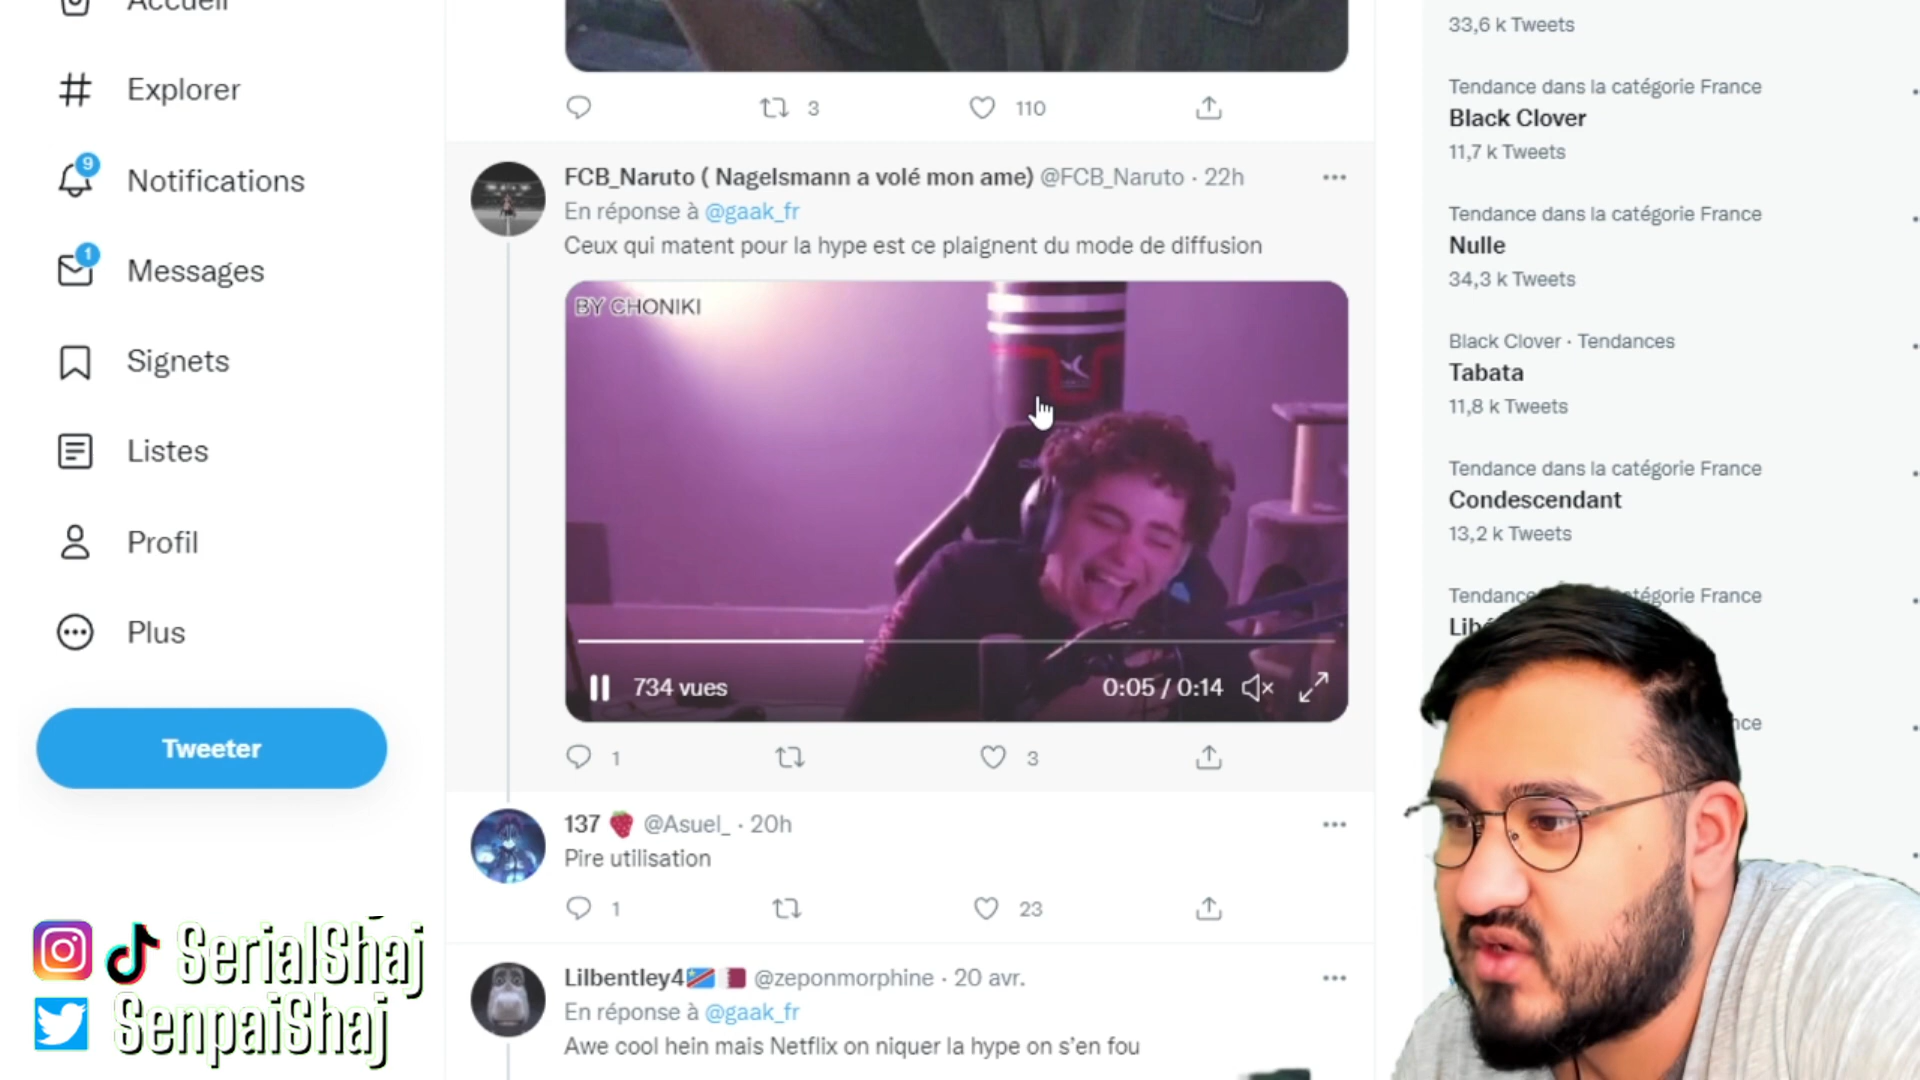 Accueil
Explorer
9
Notifications
1
Messages
Signets
Listes
Profil
Plus
Tweeter
SerialShaj
SenpaiShaj
3
110
FCB_Naruto ( Nagelsmann a volé mon ame) @FCB_Naruto · 22h
En réponse à @gaak_fr
Ceux qui matent pour la hype est ce plaignent du mode de diffusion
BY CHONIKI
734 vues
0:05 / 0:14
1
3
137 🍓 @Asuel_ · 20h
Pire utilisation
1
23
Lilbentley4🇨🇩 🇶🇦 @zeponmorphine · 20 avr.
En réponse à @gaak_fr
Awe cool hein mais Netflix on niquer la hype on s'en fou
33,6 k Tweets
Tendance dans la catégorie France
Black Clover
11,7 k Tweets
Tendance dans la catégorie France
Nulle
34,3 k Tweets
Black Clover · Tendances
Tabata
11,8 k Tweets
Tendance dans la catégorie France
Condescendant
13,2 k Tweets
France